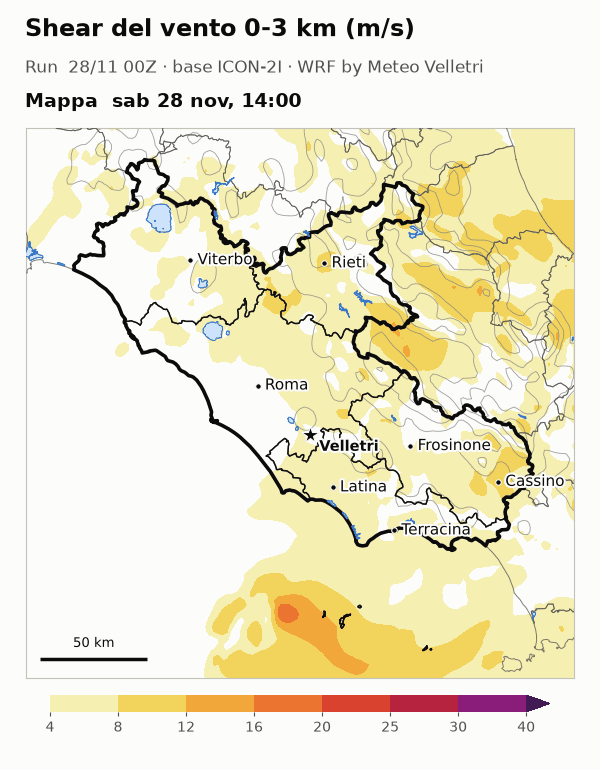 Shear del vento 0-3 km (m/s)
Run  28/11 00Z · base ICON-2I · WRF by Meteo Velletri
Mappa  sab 28 nov, 14:00
Viterbo
Rieti
Roma
Velletri
Frosinone
Latina
Cassino
Terracina
50 km
4 8 12 16 20 25 30 40